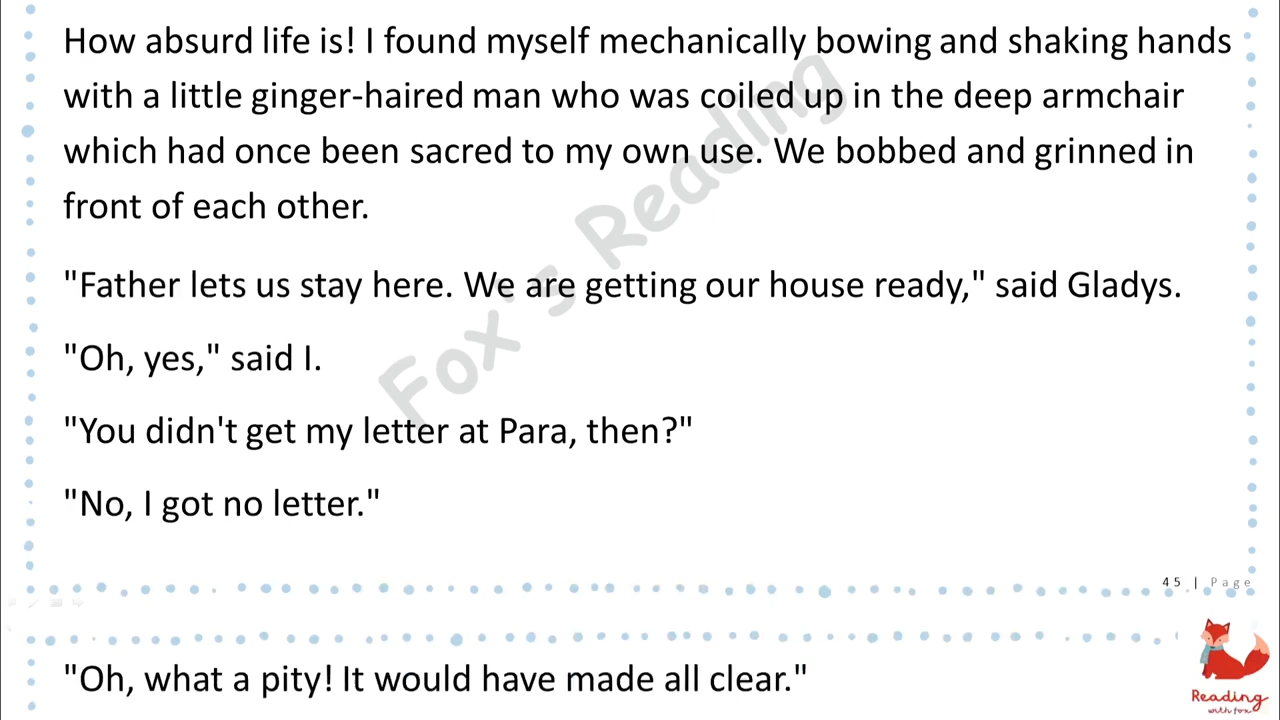 How absurd life is! I found myself mechanically bowing and shaking hands
with a little ginger-haired man who was coiled up in the deep armchair
which had once been sacred to my own use. We bobbed and grinned in
front of each other.
"Father lets us stay here. We are getting our house ready," said Gladys.
"Oh, yes," said I.
"You didn't get my letter at Para, then?"
"No, I got no letter."
45 | Page
"Oh, what a pity! It would have made all clear."
Fox's Reading
Reading
with fox